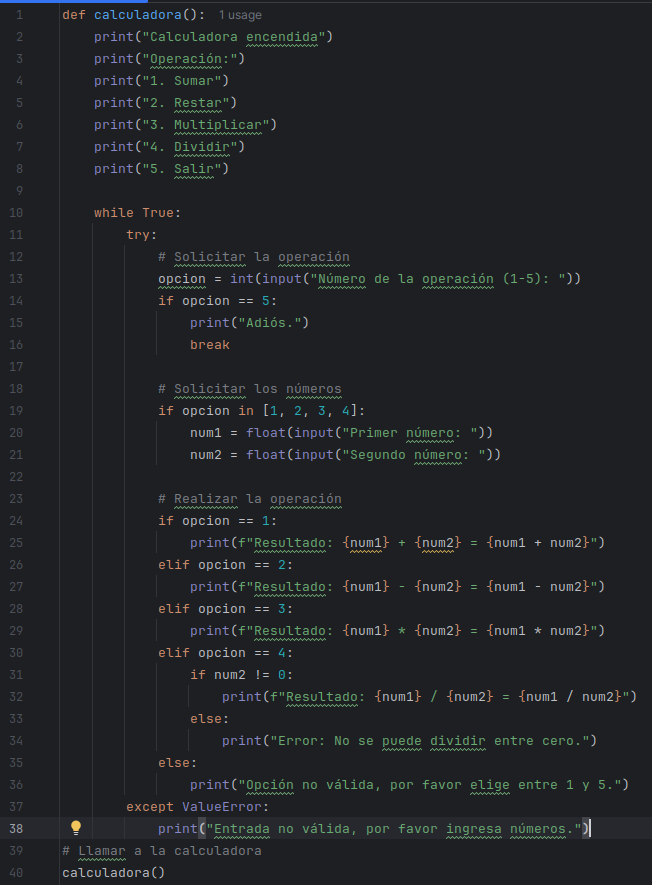 1 def calculadora(): 1 usage
2     print("Calculadora encendida")
3     print("Operación:")
4     print("1. Sumar")
5     print("2. Restar")
6     print("3. Multiplicar")
7     print("4. Dividir")
8     print("5. Salir")
9
10     while True:
11         try:
12             # Solicitar la operación
13             opcion = int(input("Número de la operación (1-5): "))
14             if opcion == 5:
15                 print("Adiós.")
16                 break
17
18             # Solicitar los números
19             if opcion in [1, 2, 3, 4]:
20                 num1 = float(input("Primer número: "))
21                 num2 = float(input("Segundo número: "))
22
23             # Realizar la operación
24             if opcion == 1:
25                 print(f"Resultado: {num1} + {num2} = {num1 + num2}")
26             elif opcion == 2:
27                 print(f"Resultado: {num1} - {num2} = {num1 - num2}")
28             elif opcion == 3:
29                 print(f"Resultado: {num1} * {num2} = {num1 * num2}")
30             elif opcion == 4:
31                 if num2 != 0:
32                     print(f"Resultado: {num1} / {num2} = {num1 / num2}")
33                 else:
34                     print("Error: No se puede dividir entre cero.")
35             else:
36                 print("Opción no válida, por favor elige entre 1 y 5.")
37         except ValueError:
38             print("Entrada no válida, por favor ingresa números.")
39 # Llamar a la calculadora
40 calculadora()